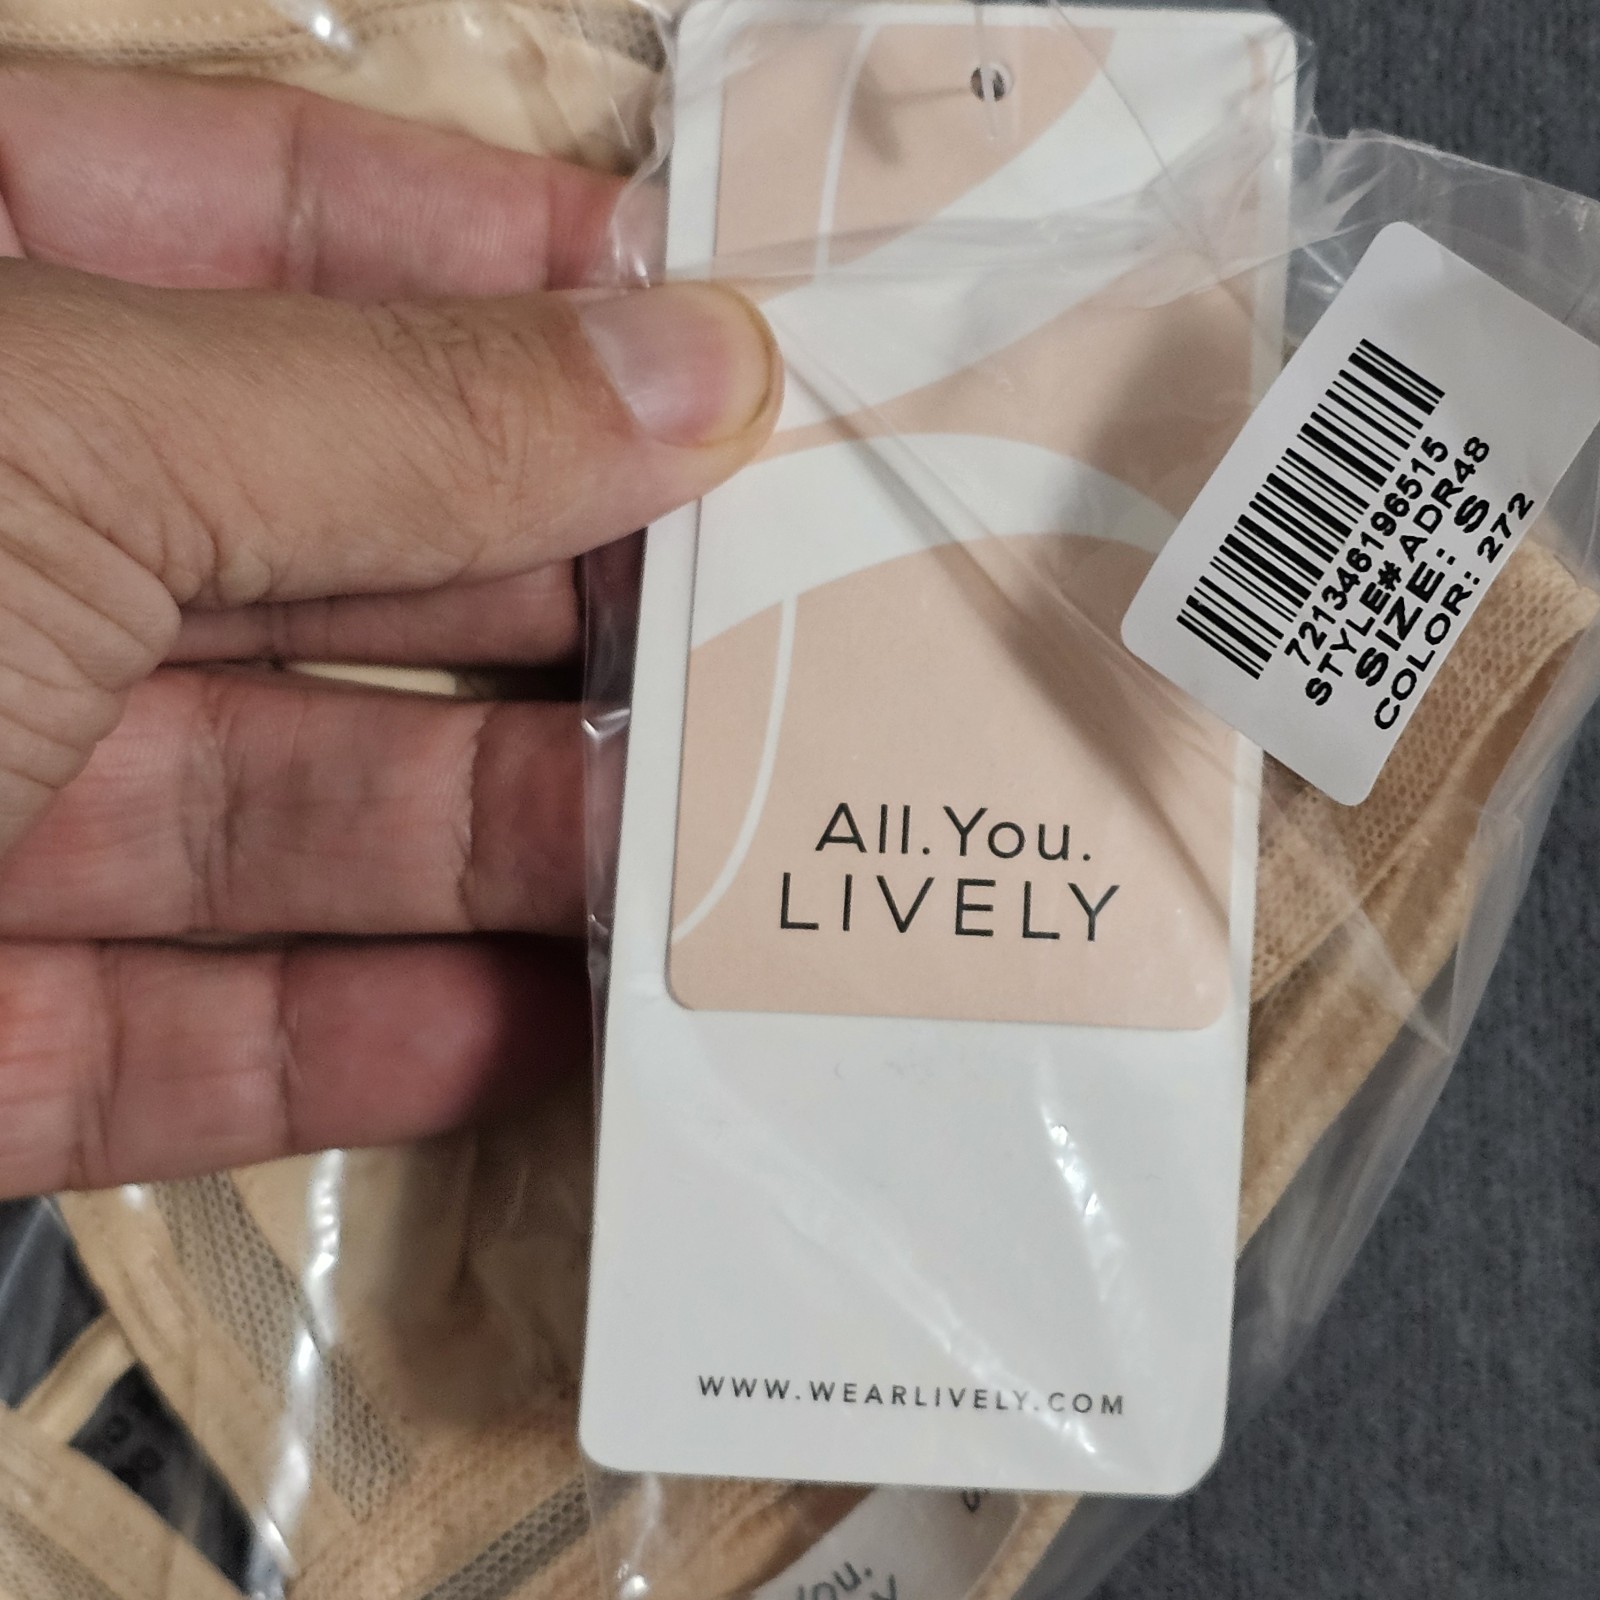 All.You.
LIVELY
WWW.WEARLIVELY.COM
721346196515
STYLE# ADR48
SIZE: S
COLOR: 272